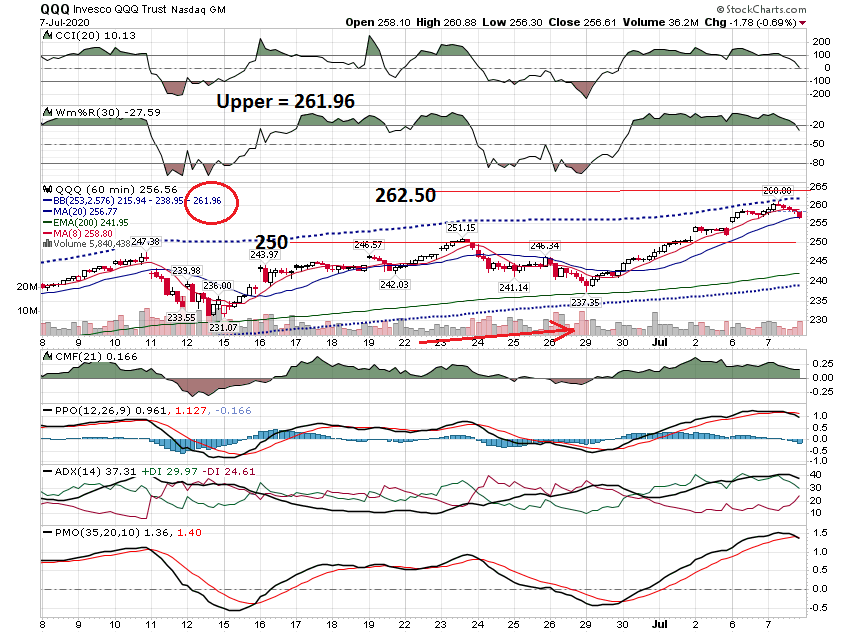 QQQ Invesco QQQ Trust Nasdaq GM
© StockCharts.com
7-Jul-2020
Open 258.10 High 260.88 Low 256.30 Close 256.61 Volume 36.2M Chg -1.78 (-0.69%)
CCI(20) 10.13
200
100
0
-100
-200
Upper = 261.96
Wm%R(30) -27.59
-20
-50
-80
QQQ (60 min) 256.56
BB(253,2.576) 215.94 - 238.95 - 261.96
MA(20) 256.77
EMA(200) 241.95
MA(8) 258.80
Volume 5,840,438
262.50
250
247.38
239.98
236.00
233.55
231.07
243.97
246.57
242.03
251.15
241.14
246.34
237.35
260.88
265
260
255
250
245
240
235
230
20M
10M
8 9 10 11 12 15 16 17 18 19 22 23 24 25 26 29 30 Jul 2 6 7
CMF(21) 0.166
0.25
0.00
-0.25
PPO(12,26,9) 0.961, 1.127, -0.166
1.0
0.5
0.0
-0.5
-1.0
ADX(14) 37.31 +DI 29.97 -DI 24.61
40
30
20
10
PMO(35,20,10) 1.36, 1.40
1.5
1.0
0.5
0.0
-0.5
8 9 10 11 12 15 16 17 18 19 22 23 24 25 26 29 30 Jul 2 6 7